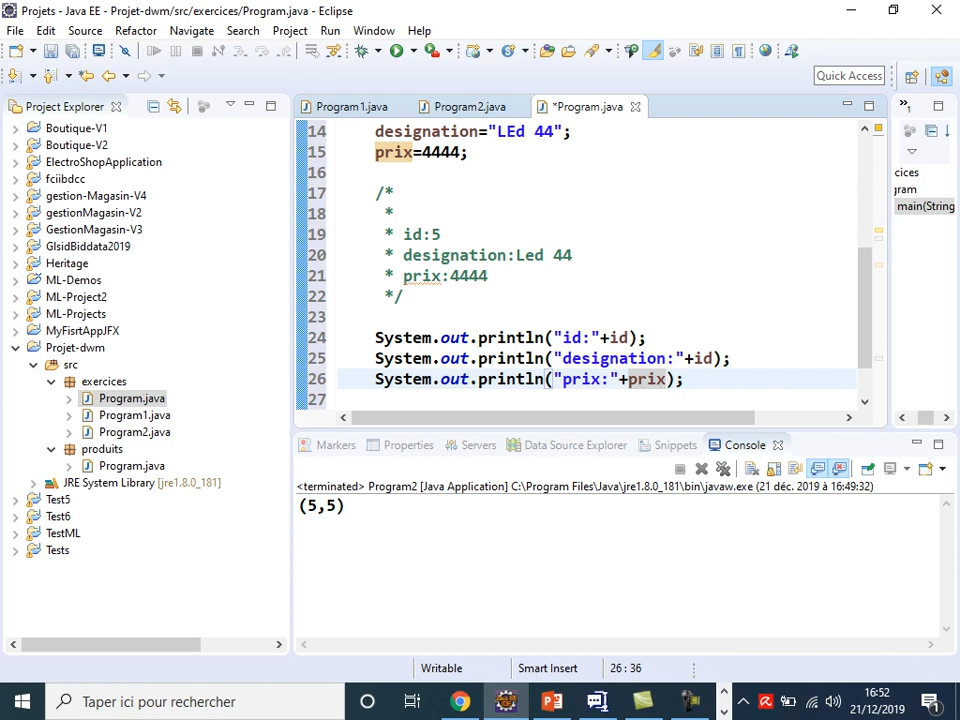 Projets - Java EE - Projet-dwm/src/exercices/Program.java - Eclipse
File Edit Source Refactor Navigate Search Project Run Window Help
Quick Access
Project Explorer
Program1.java Program2.java *Program.java
Boutique-V1
Boutique-V2
ElectroShopApplication
fciibdcc
gestion-Magasin-V4
gestionMagasin-V2
GestionMagasin-V3
GlsidBiddata2019
Heritage
ML-Demos
ML-Project2
ML-Projects
MyFisrtAppJFX
Projet-dwm
src
exercices
Program.java
Program1.java
Program2.java
produits
Program.java
JRE System Library [jre1.8.0_181]
Test5
Test6
TestML
Tests
14 designation="LEd 44";
15 prix=4444;
16
17 /*
18 *
19 * id:5
20 * designation:Led 44
21 * prix:4444
22 */
23
24 System.out.println("id:"+id);
25 System.out.println("designation:"+id);
26 System.out.println("prix:"+prix);
27
cices
gram
main(String
Markers Properties Servers Data Source Explorer Snippets Console
<terminated> Program2 [Java Application] C:\Program Files\Java\jre1.8.0_181\bin\javaw.exe (21 déc. 2019 à 16:49:32)
(5,5)
Writable Smart Insert 26 : 36
Taper ici pour rechercher
16:52
21/12/2019
1